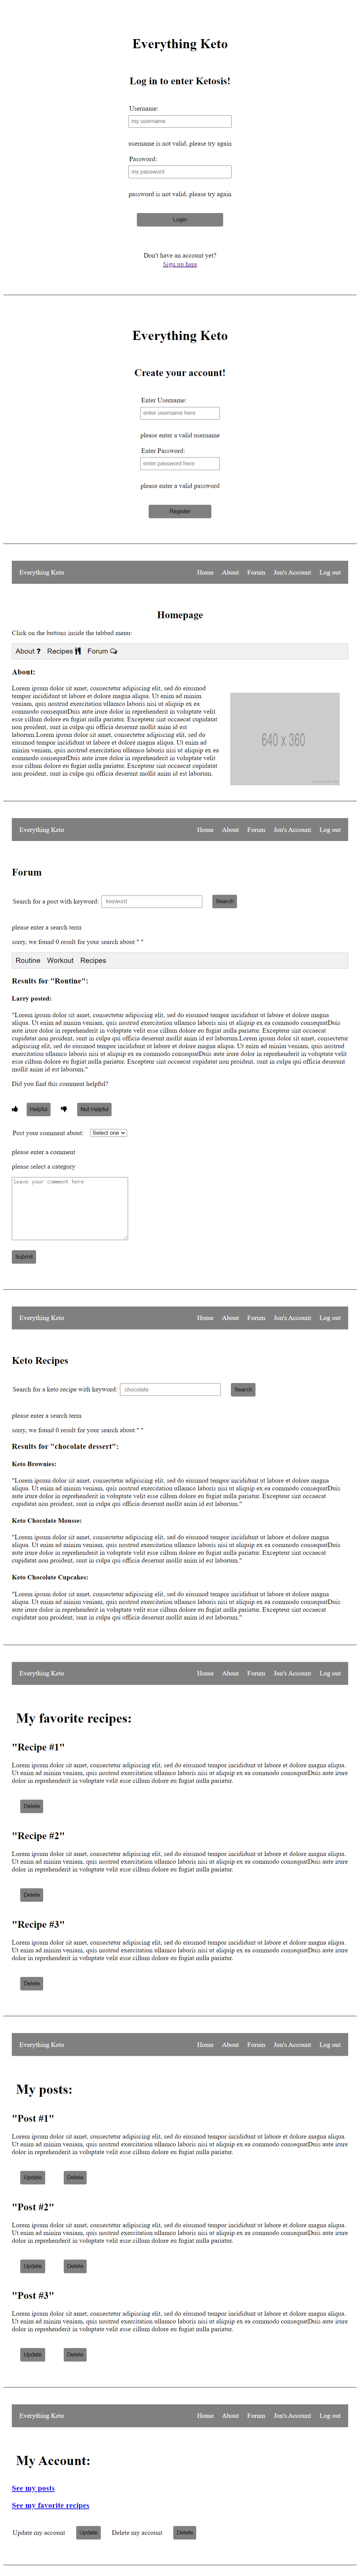 Everything Keto
Log in to enter Ketosis!
Username:
my username
username is not valid, please try again
Password:
my password
password is not valid, please try again
Login
Don't have an account yet?
Sign up here
Everything Keto
Create your account!
Enter Username:
enter username here
please enter a valid username
Enter Password:
enter password here
please enter a valid password
Register
Everything Keto Home About Forum Jon's Account Log out
Homepage
Click on the buttons inside the tabbed menu:
About ? Recipes Forum
About:
Lorem ipsum dolor sit amet, consectetur adipiscing elit, sed do eiusmod
tempor incididunt ut labore et dolore magna aliqua. Ut enim ad minim
veniam, quis nostrud exercitation ullamco laboris nisi ut aliquip ex ea
commodo consequatDuis aute irure dolor in reprehenderit in voluptate velit
esse cillum dolore eu fugiat nulla pariatur. Excepteur sint occaecat cupidatat
non proident, sunt in culpa qui officia deserunt mollit anim id est
laborum.Lorem ipsum dolor sit amet, consectetur adipiscing elit, sed do
eiusmod tempor incididunt ut labore et dolore magna aliqua. Ut enim ad
minim veniam, quis nostrud exercitation ullamco laboris nisi ut aliquip ex ea
commodo consequatDuis aute irure dolor in reprehenderit in voluptate velit
esse cillum dolore eu fugiat nulla pariatur. Excepteur sint occaecat cupidatat
non proident, sunt in culpa qui officia deserunt mollit anim id est laborum.
640 x 360
Everything Keto Home About Forum Jon's Account Log out
Forum
Search for a post with keyword: keyword Search
please enter a search term
sorry, we found 0 result for your search about " "
Routine Workout Recipes
Results for "Routine":
Larry posted:
"Lorem ipsum dolor sit amet, consectetur adipiscing elit, sed do eiusmod tempor incididunt ut labore et dolore magna
aliqua. Ut enim ad minim veniam, quis nostrud exercitation ullamco laboris nisi ut aliquip ex ea commodo consequatDuis
aute irure dolor in reprehenderit in voluptate velit esse cillum dolore eu fugiat nulla pariatur. Excepteur sint occaecat
cupidatat non proident, sunt in culpa qui officia deserunt mollit anim id est laborum.Lorem ipsum dolor sit amet, consectetur
adipiscing elit, sed do eiusmod tempor incididunt ut labore et dolore magna aliqua. Ut enim ad minim veniam, quis nostrud
exercitation ullamco laboris nisi ut aliquip ex ea commodo consequatDuis aute irure dolor in reprehenderit in voluptate velit
esse cillum dolore eu fugiat nulla pariatur. Excepteur sint occaecat cupidatat non proident, sunt in culpa qui officia deserunt
mollit anim id est laborum."
Did you find this comment helpful?
Helpful Not Helpful
Post your comment about: Select one
please enter a comment
please select a category
leave your comment here
Submit
Everything Keto Home About Forum Jon's Account Log out
Keto Recipes
Search for a keto recipe with keyword: chocolate Search
please enter a search term
sorry, we found 0 result for your search about " "
Results for "chocolate dessert":
Keto Brownies:
"Lorem ipsum dolor sit amet, consectetur adipiscing elit, sed do eiusmod tempor incididunt ut labore et dolore magna
aliqua. Ut enim ad minim veniam, quis nostrud exercitation ullamco laboris nisi ut aliquip ex ea commodo consequatDuis
aute irure dolor in reprehenderit in voluptate velit esse cillum dolore eu fugiat nulla pariatur. Excepteur sint occaecat
cupidatat non proident, sunt in culpa qui officia deserunt mollit anim id est laborum."
Keto Chocolate Mousse:
"Lorem ipsum dolor sit amet, consectetur adipiscing elit, sed do eiusmod tempor incididunt ut labore et dolore magna
aliqua. Ut enim ad minim veniam, quis nostrud exercitation ullamco laboris nisi ut aliquip ex ea commodo consequatDuis
aute irure dolor in reprehenderit in voluptate velit esse cillum dolore eu fugiat nulla pariatur. Excepteur sint occaecat
cupidatat non proident, sunt in culpa qui officia deserunt mollit anim id est laborum."
Keto Chocolate Cupcakes:
"Lorem ipsum dolor sit amet, consectetur adipiscing elit, sed do eiusmod tempor incididunt ut labore et dolore magna
aliqua. Ut enim ad minim veniam, quis nostrud exercitation ullamco laboris nisi ut aliquip ex ea commodo consequatDuis
aute irure dolor in reprehenderit in voluptate velit esse cillum dolore eu fugiat nulla pariatur. Excepteur sint occaecat
cupidatat non proident, sunt in culpa qui officia deserunt mollit anim id est laborum."
Everything Keto Home About Forum Jon's Account Log out
My favorite recipes:
"Recipe #1"
Lorem ipsum dolor sit amet, consectetur adipiscing elit, sed do eiusmod tempor incididunt ut labore et dolore magna aliqua.
Ut enim ad minim veniam, quis nostrud exercitation ullamco laboris nisi ut aliquip ex ea commodo consequatDuis aute irure
dolor in reprehenderit in voluptate velit esse cillum dolore eu fugiat nulla pariatur.
Delete
"Recipe #2"
Lorem ipsum dolor sit amet, consectetur adipiscing elit, sed do eiusmod tempor incididunt ut labore et dolore magna aliqua.
Ut enim ad minim veniam, quis nostrud exercitation ullamco laboris nisi ut aliquip ex ea commodo consequatDuis aute irure
dolor in reprehenderit in voluptate velit esse cillum dolore eu fugiat nulla pariatur.
Delete
"Recipe #3"
Lorem ipsum dolor sit amet, consectetur adipiscing elit, sed do eiusmod tempor incididunt ut labore et dolore magna aliqua.
Ut enim ad minim veniam, quis nostrud exercitation ullamco laboris nisi ut aliquip ex ea commodo consequatDuis aute irure
dolor in reprehenderit in voluptate velit esse cillum dolore eu fugiat nulla pariatur.
Delete
Everything Keto Home About Forum Jon's Account Log out
My posts:
"Post #1"
Lorem ipsum dolor sit amet, consectetur adipiscing elit, sed do eiusmod tempor incididunt ut labore et dolore magna aliqua.
Ut enim ad minim veniam, quis nostrud exercitation ullamco laboris nisi ut aliquip ex ea commodo consequatDuis aute irure
dolor in reprehenderit in voluptate velit esse cillum dolore eu fugiat nulla pariatur.
Update Delete
"Post #2"
Lorem ipsum dolor sit amet, consectetur adipiscing elit, sed do eiusmod tempor incididunt ut labore et dolore magna aliqua.
Ut enim ad minim veniam, quis nostrud exercitation ullamco laboris nisi ut aliquip ex ea commodo consequatDuis aute irure
dolor in reprehenderit in voluptate velit esse cillum dolore eu fugiat nulla pariatur.
Update Delete
"Post #3"
Lorem ipsum dolor sit amet, consectetur adipiscing elit, sed do eiusmod tempor incididunt ut labore et dolore magna aliqua.
Ut enim ad minim veniam, quis nostrud exercitation ullamco laboris nisi ut aliquip ex ea commodo consequatDuis aute irure
dolor in reprehenderit in voluptate velit esse cillum dolore eu fugiat nulla pariatur.
Update Delete
Everything Keto Home About Forum Jon's Account Log out
My Account:
See my posts
See my favorite recipes
Update my account Update Delete my account Delete